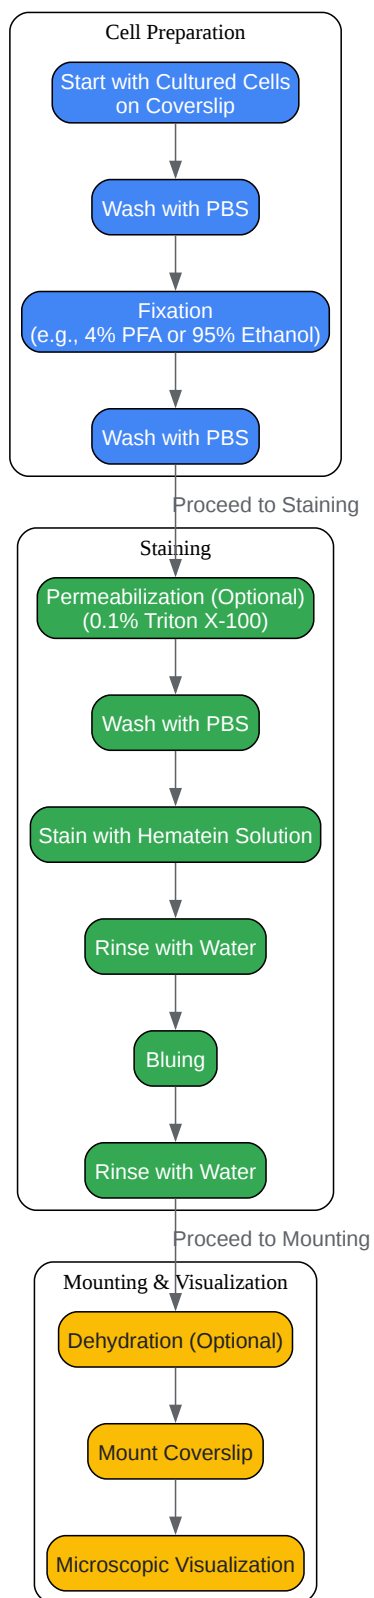 Cell Preparation
Start with Cultured Cells
on Coverslip
Wash with PBS
Fixation
(e.g., 4% PFA or 95% Ethanol)
Wash with PBS
Proceed to Staining
Staining
Permeabilization (Optional)
(0.1% Triton X-100)
Wash with PBS
Stain with Hematein Solution
Rinse with Water
Bluing
Rinse with Water
Proceed to Mounting
Mounting & Visualization
Dehydration (Optional)
Mount Coverslip
Microscopic Visualization